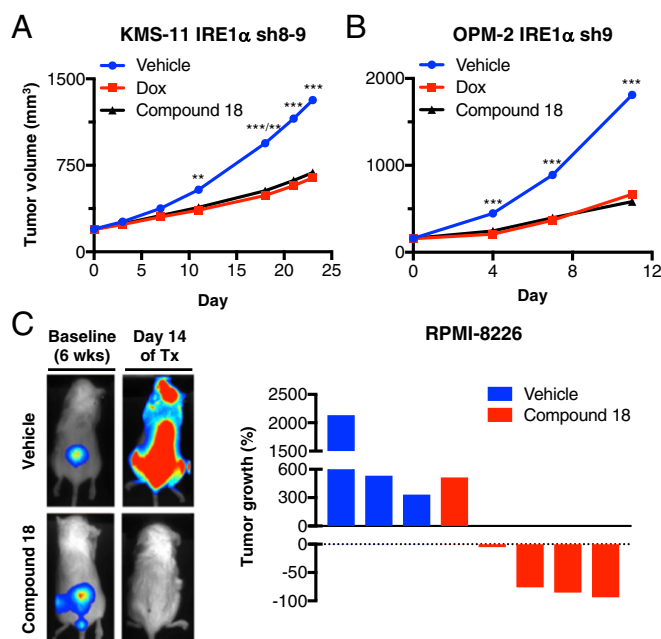 A
KMS-11 IRE1α sh8-9
Vehicle
Dox
Compound 18
Tumor volume (mm³)
1500
750
0
**
***/**
***
***
0 5 10 15 20 25
Day
B
OPM-2 IRE1α sh9
Vehicle
Dox
Compound 18
2000
1000
0
***
***
***
0 4 8 12
Day
C
Baseline
(6 wks)
Day 14
of Tx
Vehicle
Compound 18
RPMI-8226
Vehicle
Compound 18
Tumor growth (%)
2500
2000
1500
600
300
0
-50
-100